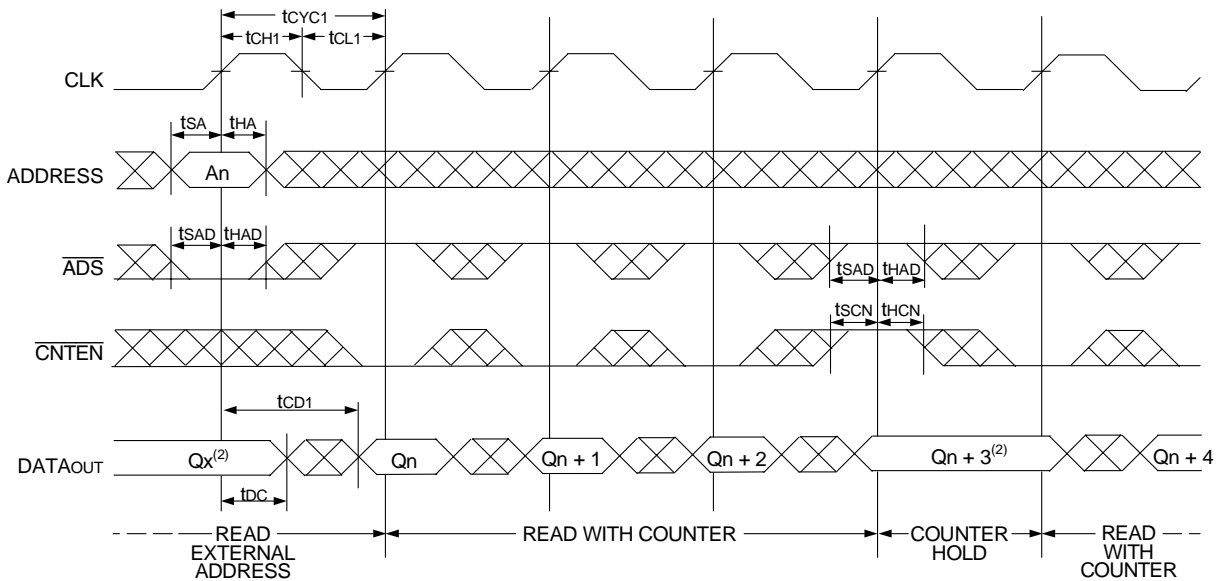 tCYC1
tCH1 tCL1
CLK
tSA tHA
ADDRESS An
tSAD tHAD
ADS
tSAD tHAD
tSCN tHCN
CNTEN
tCD1
DATAOUT Qx(2) Qn Qn + 1 Qn + 2 Qn + 3(2) Qn + 4
tDC
READ EXTERNAL ADDRESS
READ WITH COUNTER
COUNTER HOLD
READ WITH COUNTER